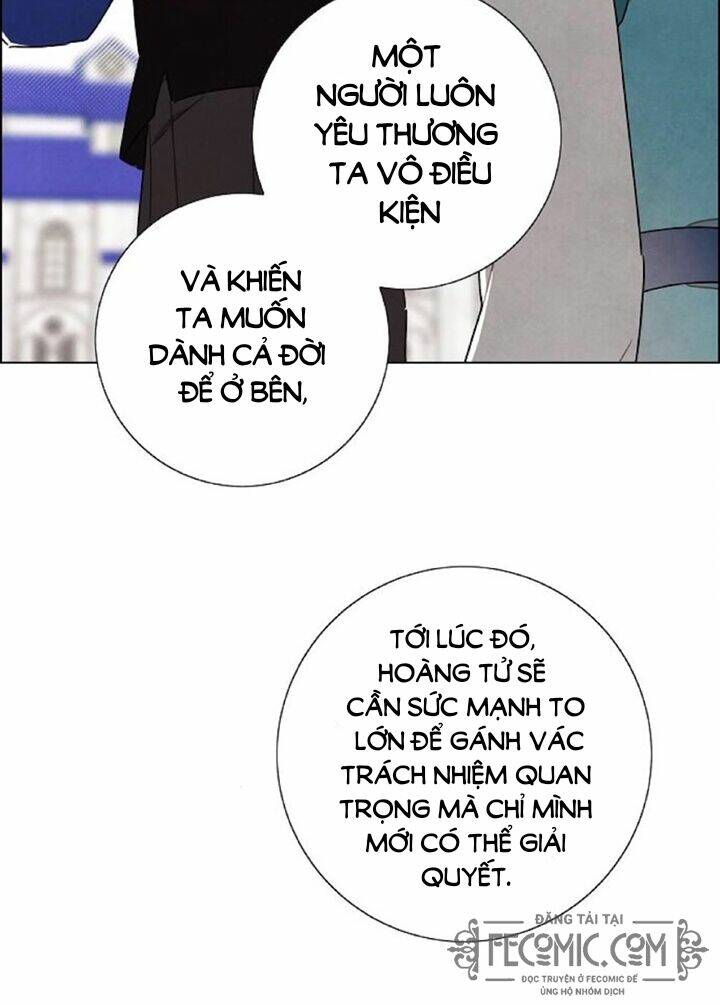 MỘT
NGƯỜI LUÔN
YÊU THƯƠNG
TA VÔ ĐIỀU
KIỆN
VÀ KHIẾN
TA MUỐN
DÀNH CẢ ĐỜI
ĐỂ Ở BÊN,
TỚI LÚC ĐÓ,
HOÀNG TỬ SẼ
CẦN SỨC MẠNH TO
LỚN ĐỂ GÁNH VÁC
TRÁCH NHIỆM QUAN
TRỌNG MÀ CHỈ MÌNH
MỚI CÓ THỂ GIẢI
QUYẾT.
ĐĂNG TẢI TẠI
FECOMIC.COM
ĐỌC TRUYỆN Ở FECOMIC ĐỂ
ỦNG HỘ NHÓM DỊCH